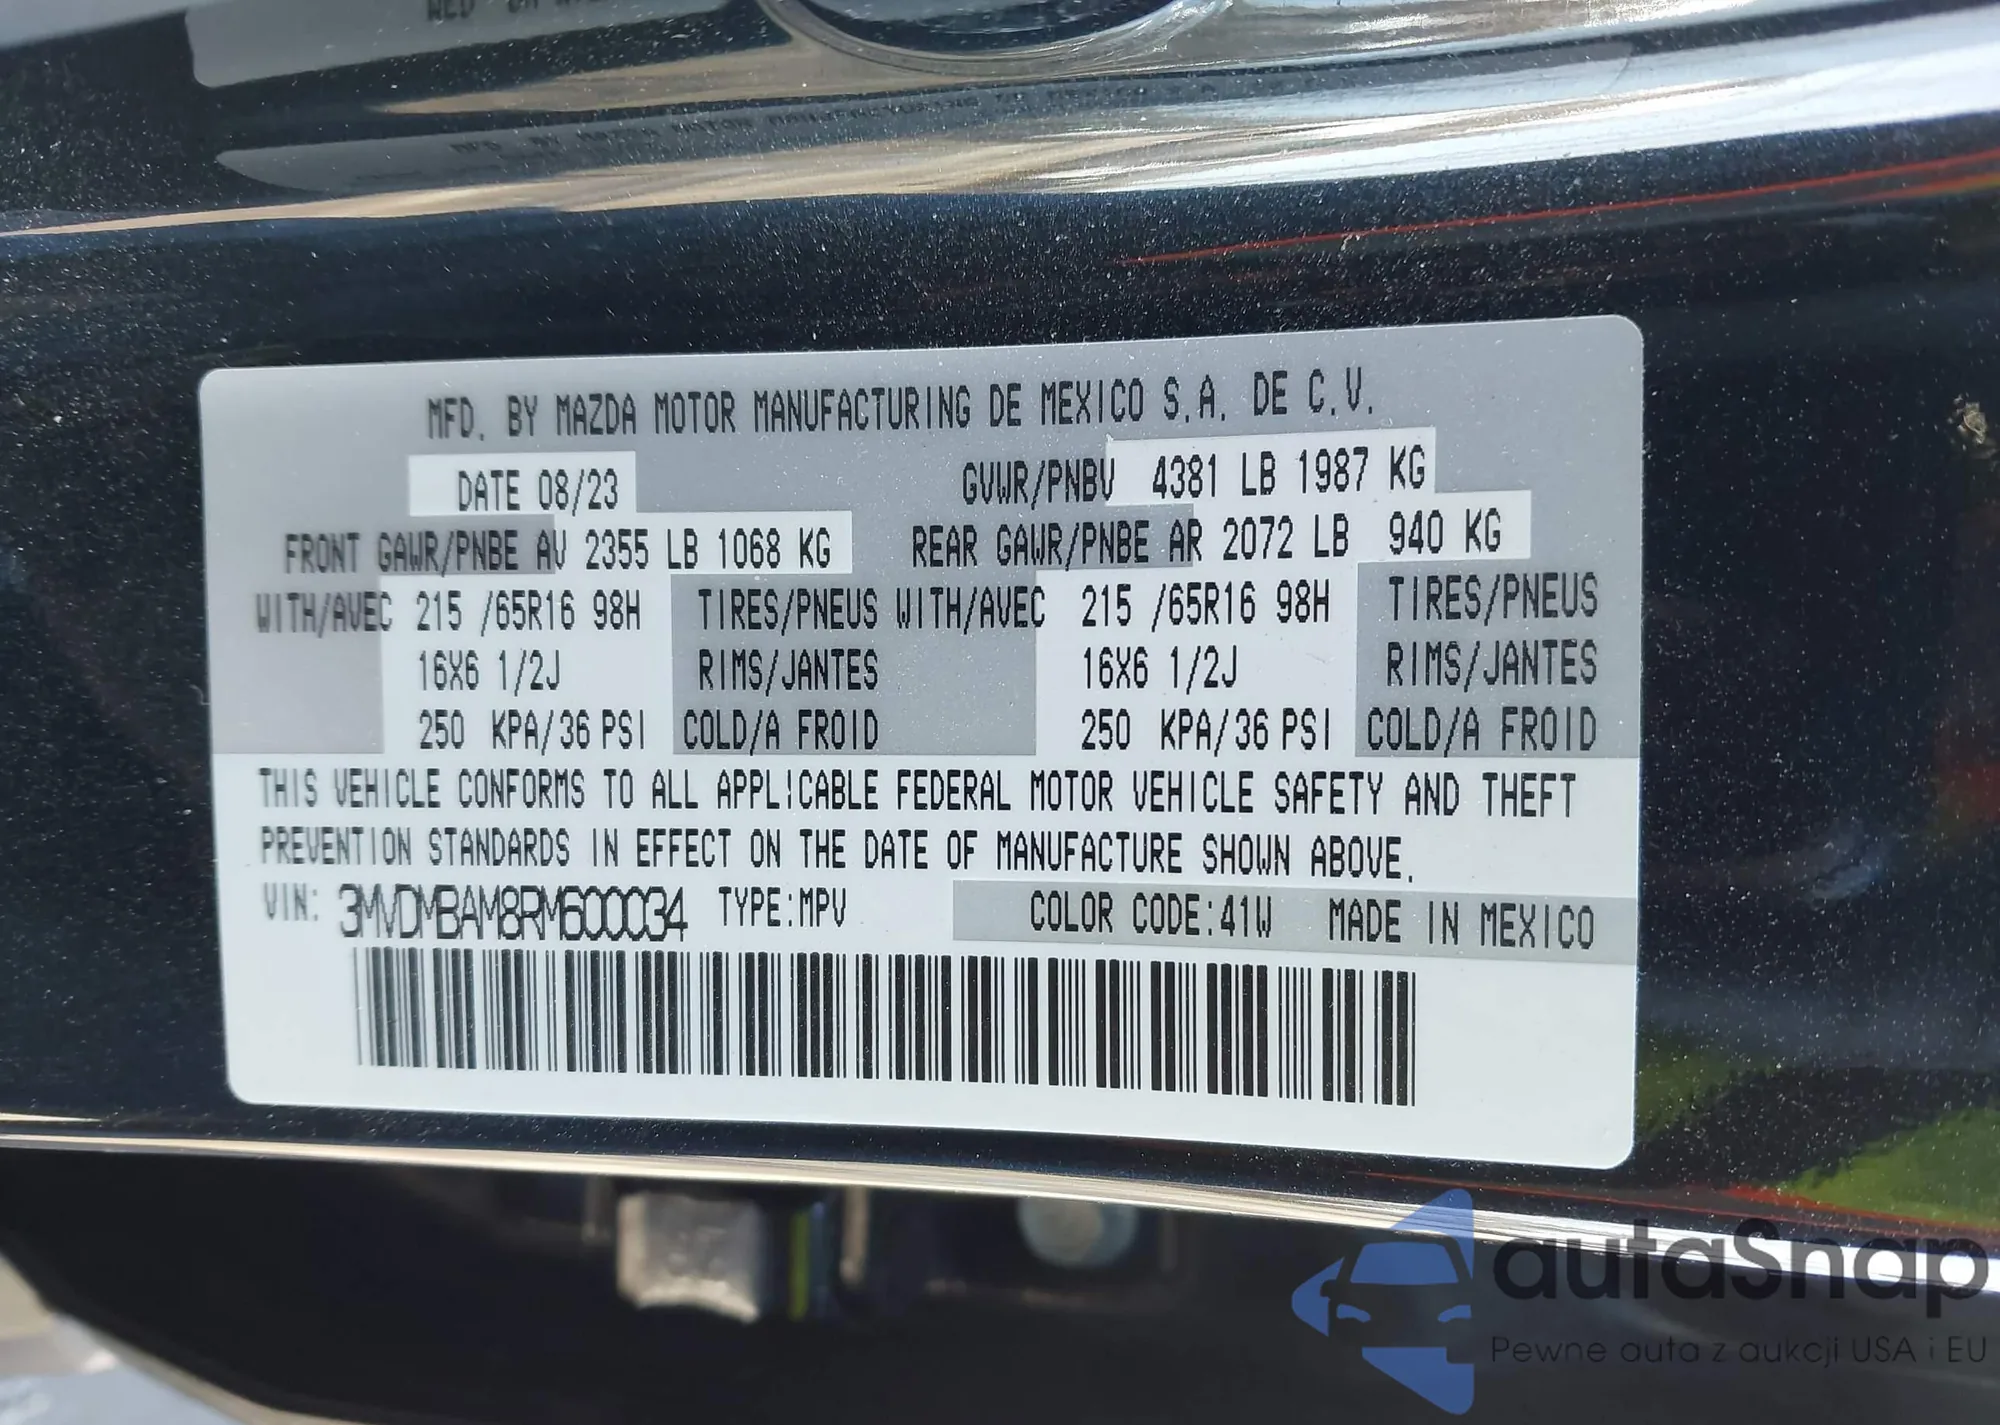 MFD. BY MAZDA MOTOR MANUFACTURING DE MEXICO S.A. DE C.V.
DATE 08/23 GVWR/PNBV 4381 LB 1987 KG
FRONT GAWR/PNBE AV 2355 LB 1068 KG REAR GAWR/PNBE AR 2072 LB 940 KG
WITH/AVEC 215 /65R16 98H TIRES/PNEUS WITH/AVEC 215 /65R16 98H TIRES/PNEUS
16X6 1/2J RIMS/JANTES 16X6 1/2J RIMS/JANTES
250 KPA/36 PSI COLD/A FROID 250 KPA/36 PSI COLD/A FROID
THIS VEHICLE CONFORMS TO ALL APPLICABLE FEDERAL MOTOR VEHICLE SAFETY AND THEFT
PREVENTION STANDARDS IN EFFECT ON THE DATE OF MANUFACTURE SHOWN ABOVE.
VIN: 3MVDMBAM8RM600034 TYPE:MPV COLOR CODE:41W MADE IN MEXICO
autaSnap
Pewne auta z aukcji USA i EU